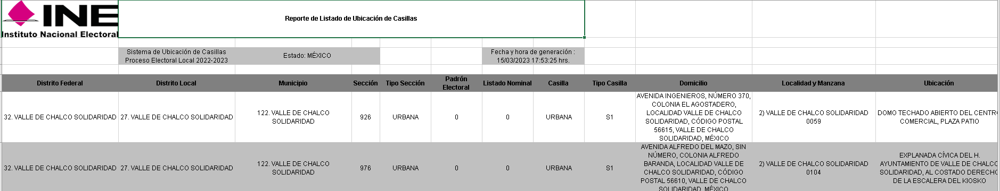 INE
Instituto Nacional Electoral
Reporte de Listado de Ubicación de Casillas
Sistema de Ubicación de Casillas
Proceso Electoral Local 2022-2023
Estado: MÉXICO
Fecha y hora de generación :
15/03/2023 17:53:25 hrs.
Distrito Federal
Distrito Local
Municipio
Sección
Tipo Sección
Padrón
Electoral
Listado Nominal
Casilla
Tipo Casilla
Domicilio
Localidad y Manzana
Ubicación
32. VALLE DE CHALCO SOLIDARIDAD
27. VALLE DE CHALCO SOLIDARIDAD
122. VALLE DE CHALCO
SOLIDARIDAD
926
URBANA
0
0
URBANA
S1
AVENIDA INGENIEROS, NÚMERO 370,
COLONIA EL AGOSTADERO,
LOCALIDAD VALLE DE CHALCO
SOLIDARIDAD, CÓDIGO POSTAL
56615, VALLE DE CHALCO
SOLIDARIDAD, MÉXICO
2) VALLE DE CHALCO SOLIDARIDAD
0059
DOMO TECHADO ABIERTO DEL CENTRO
COMERCIAL, PLAZA PATIO
32. VALLE DE CHALCO SOLIDARIDAD
27. VALLE DE CHALCO SOLIDARIDAD
122. VALLE DE CHALCO
SOLIDARIDAD
976
URBANA
0
0
URBANA
S1
AVENIDA ALFREDO DEL MAZO, SIN
NÚMERO, COLONIA ALFREDO
BARANDA, LOCALIDAD VALLE DE
CHALCO SOLIDARIDAD, CÓDIGO
POSTAL 56610, VALLE DE CHALCO
SOLIDARIDAD, MÉXICO
2) VALLE DE CHALCO SOLIDARIDAD
0104
EXPLANADA CÍVICA DEL H.
AYUNTAMIENTO DE VALLE DE CHALCO
SOLIDARIDAD, AL COSTADO DERECHO
DE LA ESCALERA DEL KIOSKO